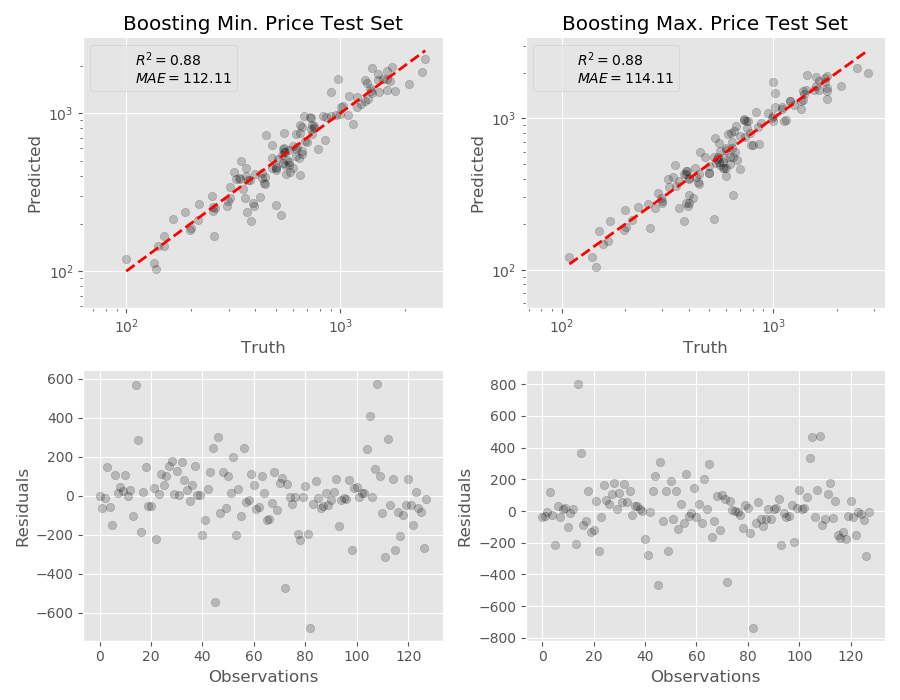 Boosting Min. Price Test Set
R² = 0.88
MAE = 112.11
10³
10²
Predicted
10² 10³
Truth
Boosting Max. Price Test Set
R² = 0.88
MAE = 114.11
10³
10²
Predicted
10² 10³
Truth
600
400
200
0
−200
−400
−600
Residuals
0 20 40 60 80 100 120
Observations
800
600
400
200
0
−200
−400
−600
−800
Residuals
0 20 40 60 80 100 120
Observations